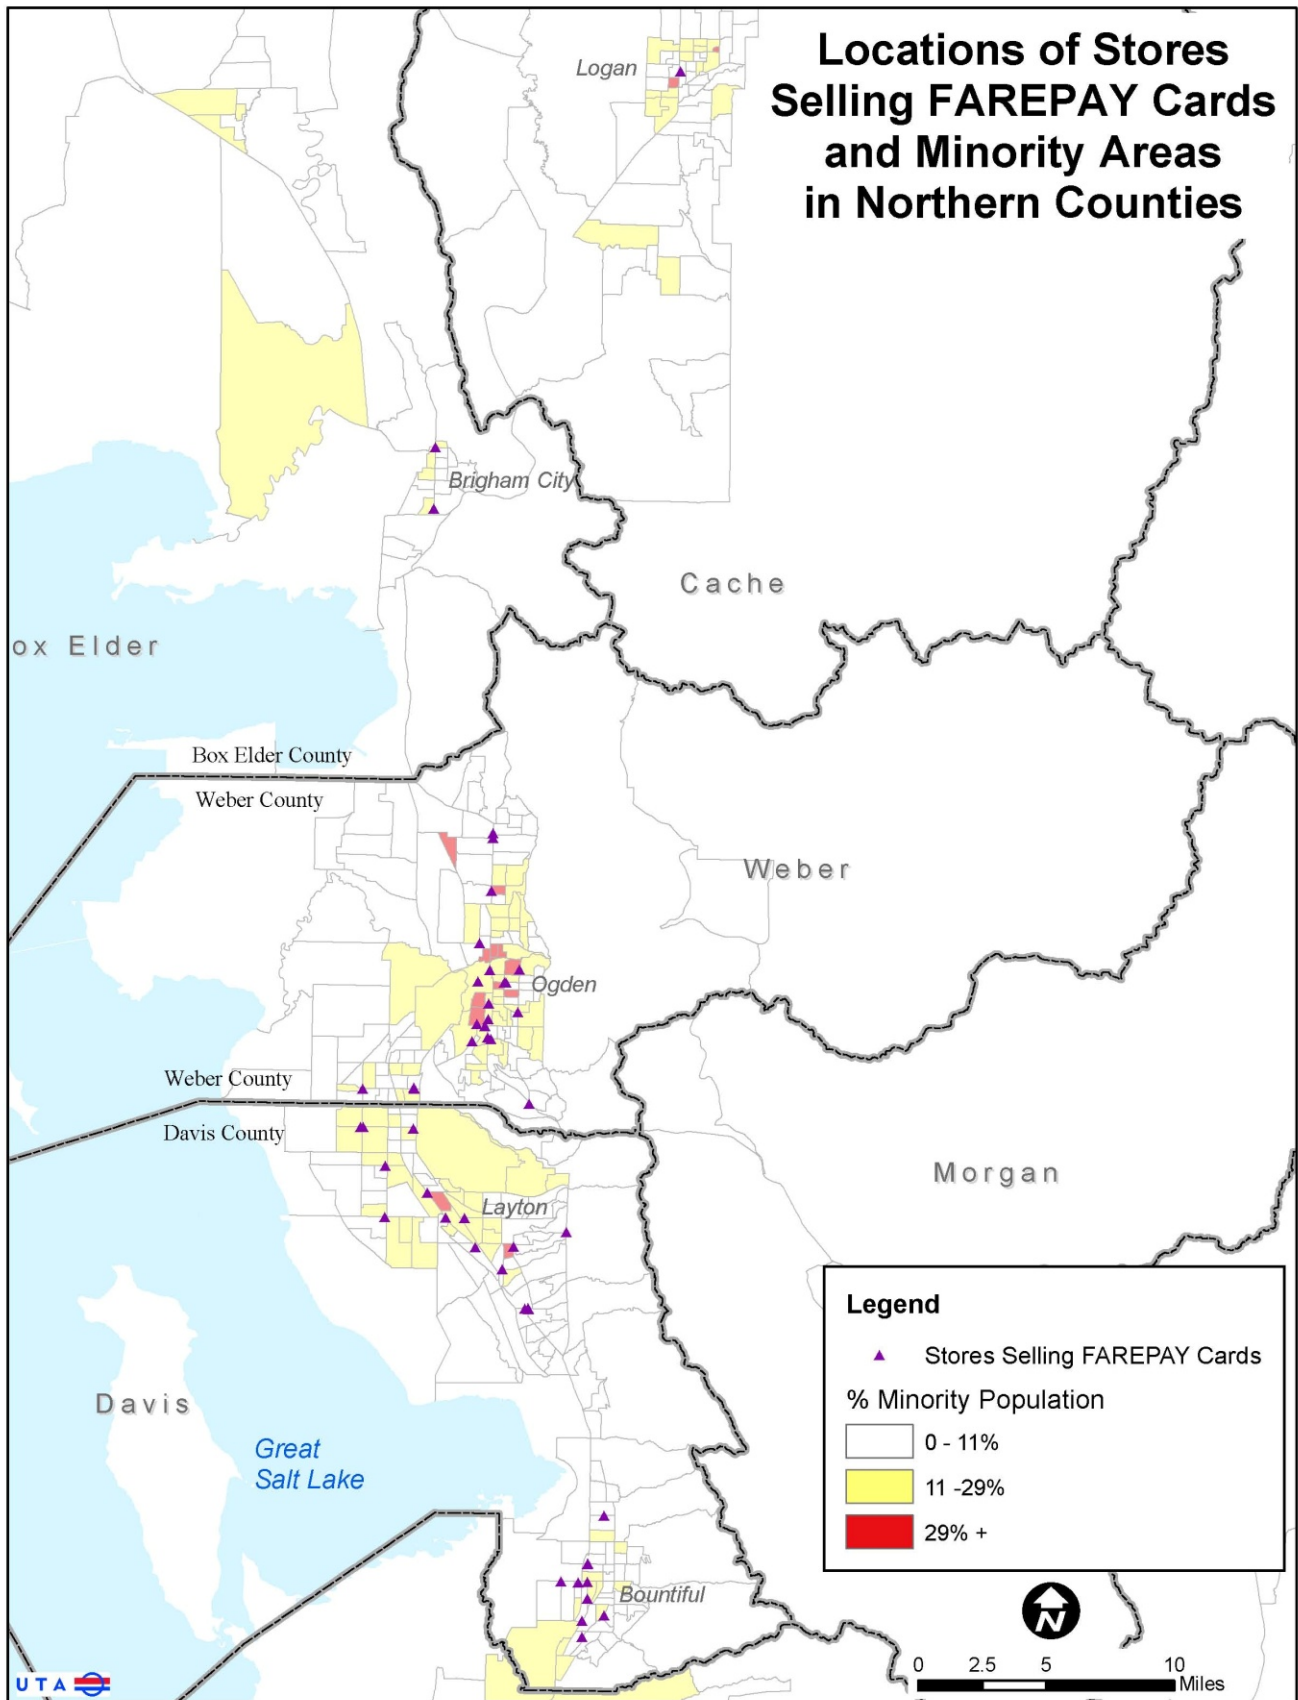 Locations of Stores
Selling FAREPAY Cards
and Minority Areas
in Northern Counties
Logan
Brigham City
Cache
ox Elder
Box Elder County
Weber County
Weber
Ogden
Weber County
Davis County
Morgan
Layton
Davis
Great
Salt Lake
Bountiful
Legend
Stores Selling FAREPAY Cards
% Minority Population
0 - 11%
11 -29%
29% +
N
0 2.5 5 10
Miles
UTA